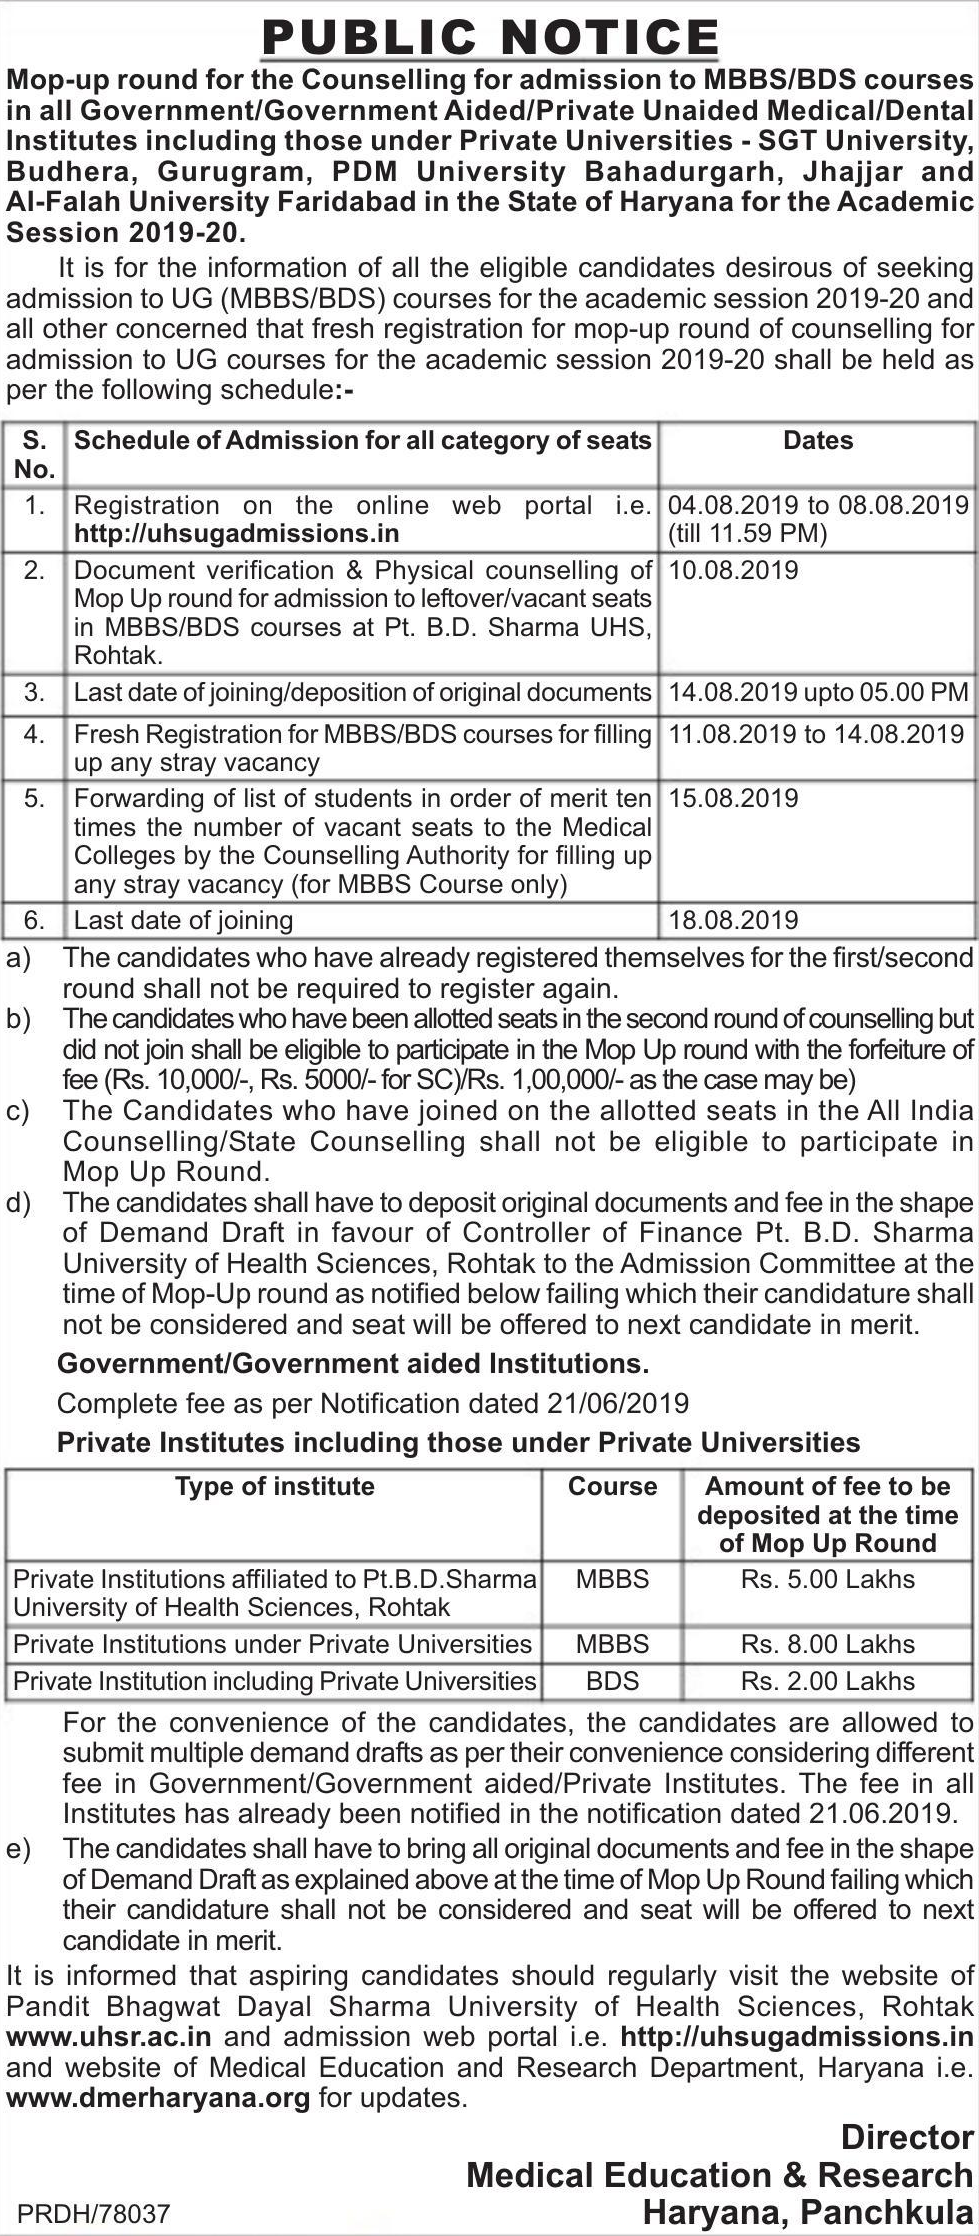 PUBLIC NOTICE
Mop-up round for the Counselling for admission to MBBS/BDS courses
in all Government/Government Aided/Private Unaided Medical/Dental
Institutes including those under Private Universities - SGT University,
Budhera, Gurugram, PDM University Bahadurgarh, Jhajjar and
Al-Falah University Faridabad in the State of Haryana for the Academic
Session 2019-20.
It is for the information of all the eligible candidates desirous of seeking
admission to UG (MBBS/BDS) courses for the academic session 2019-20 and
all other concerned that fresh registration for mop-up round of counselling for
admission to UG courses for the academic session 2019-20 shall be held as
per the following schedule:-
S. No. Schedule of Admission for all category of seats Dates
1. Registration on the online web portal i.e. 04.08.2019 to 08.08.2019
http://uhsugadmissions.in (till 11.59 PM)
2. Document verification & Physical counselling of 10.08.2019
Mop Up round for admission to leftover/vacant seats
in MBBS/BDS courses at Pt. B.D. Sharma UHS,
Rohtak.
3. Last date of joining/deposition of original documents 14.08.2019 upto 05.00 PM
4. Fresh Registration for MBBS/BDS courses for filling 11.08.2019 to 14.08.2019
up any stray vacancy
5. Forwarding of list of students in order of merit ten 15.08.2019
times the number of vacant seats to the Medical
Colleges by the Counselling Authority for filling up
any stray vacancy (for MBBS Course only)
6. Last date of joining 18.08.2019
a) The candidates who have already registered themselves for the first/second
round shall not be required to register again.
b) The candidates who have been allotted seats in the second round of counselling but
did not join shall be eligible to participate in the Mop Up round with the forfeiture of
fee (Rs. 10,000/-, Rs. 5000/- for SC)/Rs. 1,00,000/- as the case may be)
c) The Candidates who have joined on the allotted seats in the All India
Counselling/State Counselling shall not be eligible to participate in
Mop Up Round.
d) The candidates shall have to deposit original documents and fee in the shape
of Demand Draft in favour of Controller of Finance Pt. B.D. Sharma
University of Health Sciences, Rohtak to the Admission Committee at the
time of Mop-Up round as notified below failing which their candidature shall
not be considered and seat will be offered to next candidate in merit.
Government/Government aided Institutions.
Complete fee as per Notification dated 21/06/2019
Private Institutes including those under Private Universities
Type of institute Course Amount of fee to be
deposited at the time
of Mop Up Round
Private Institutions affiliated to Pt.B.D.Sharma MBBS Rs. 5.00 Lakhs
University of Health Sciences, Rohtak
Private Institutions under Private Universities MBBS Rs. 8.00 Lakhs
Private Institution including Private Universities BDS Rs. 2.00 Lakhs
For the convenience of the candidates, the candidates are allowed to
submit multiple demand drafts as per their convenience considering different
fee in Government/Government aided/Private Institutes. The fee in all
Institutes has already been notified in the notification dated 21.06.2019.
e) The candidates shall have to bring all original documents and fee in the shape
of Demand Draft as explained above at the time of Mop Up Round failing which
their candidature shall not be considered and seat will be offered to next
candidate in merit.
It is informed that aspiring candidates should regularly visit the website of
Pandit Bhagwat Dayal Sharma University of Health Sciences, Rohtak
www.uhsr.ac.in and admission web portal i.e. http://uhsugadmissions.in
and website of Medical Education and Research Department, Haryana i.e.
www.dmerharyana.org for updates.
Director
Medical Education & Research
PRDH/78037 Haryana, Panchkula